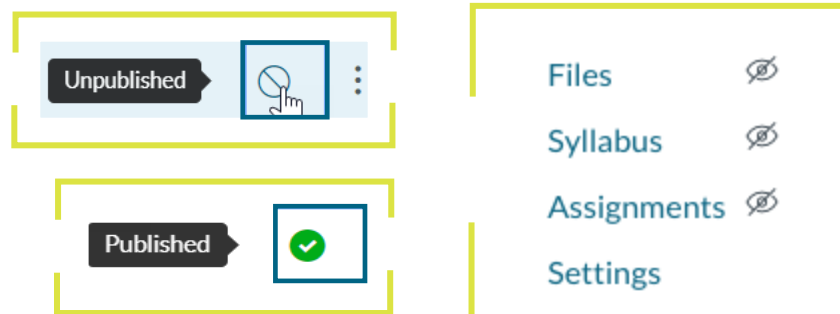 Unpublished
Published
Files
Syllabus
Assignments
Settings